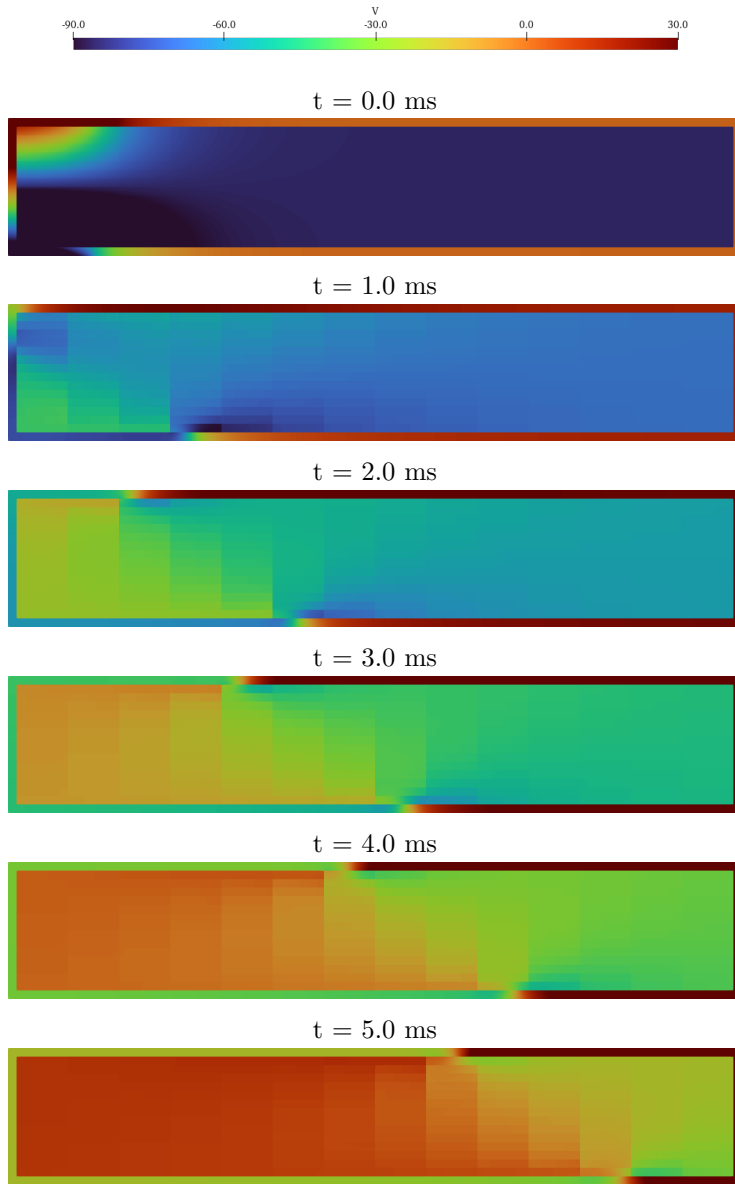 V
-90.0 -60.0 -30.0 0.0 30.0
t = 0.0 ms
t = 1.0 ms
t = 2.0 ms
t = 3.0 ms
t = 4.0 ms
t = 5.0 ms